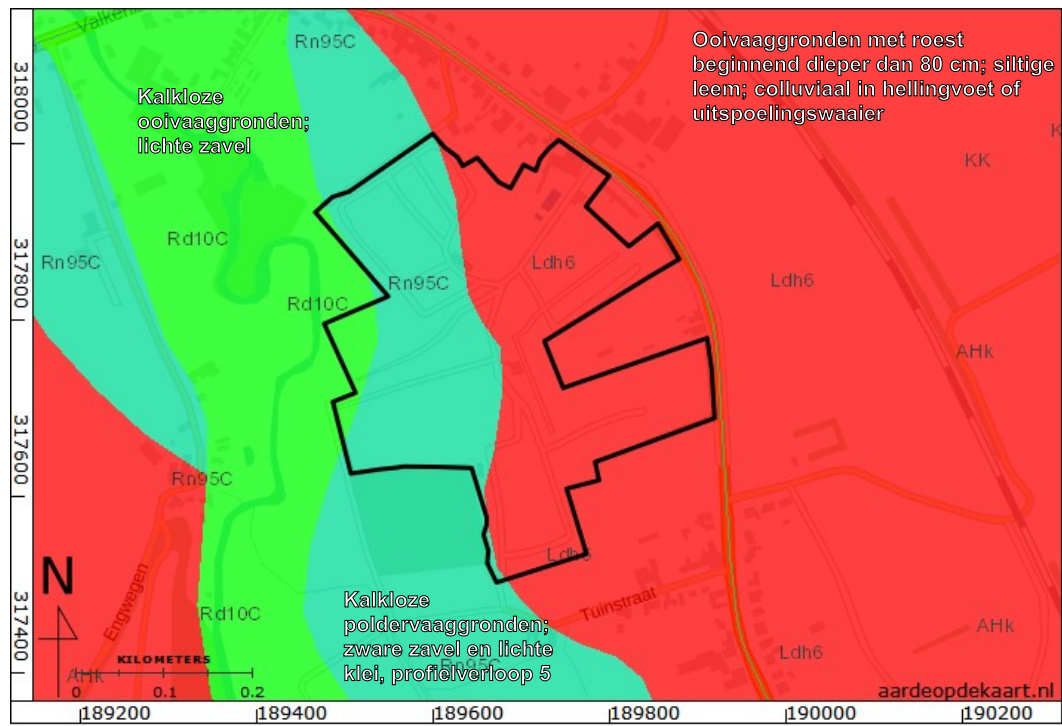 Valkenb
Rn95C
Ooivaaggronden met roest
beginnend dieper dan 80 cm; siltige
leem; colluviaal in hellingvoet of
uitspoelingswaaier
Kalkloze
ooivaaggronden;
lichte zavel
KK
K
318000
Rd10C
Rn95C
Rn95C
Ldh6
Ldh6
Rd10C
317800
AHk
317600
Rn95C
Ldh6
N
Engwegen
Rd10C
Kalkloze
poldervaaggronden;
zware zavel en lichte
klei, profielverloop 5
Rn95C
Tuinstraat
AHk
Ldh6
317400
KILOMETERS
AHk
0 0.1 0.2
aardeopdekaart.nl
189200 189400 189600 189800 190000 190200